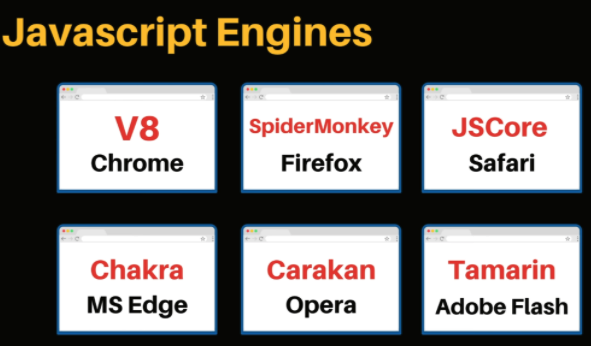 Javascript Engines
V8
Chrome
SpiderMonkey
Firefox
JSCore
Safari
Chakra
MS Edge
Carakan
Opera
Tamarin
Adobe Flash